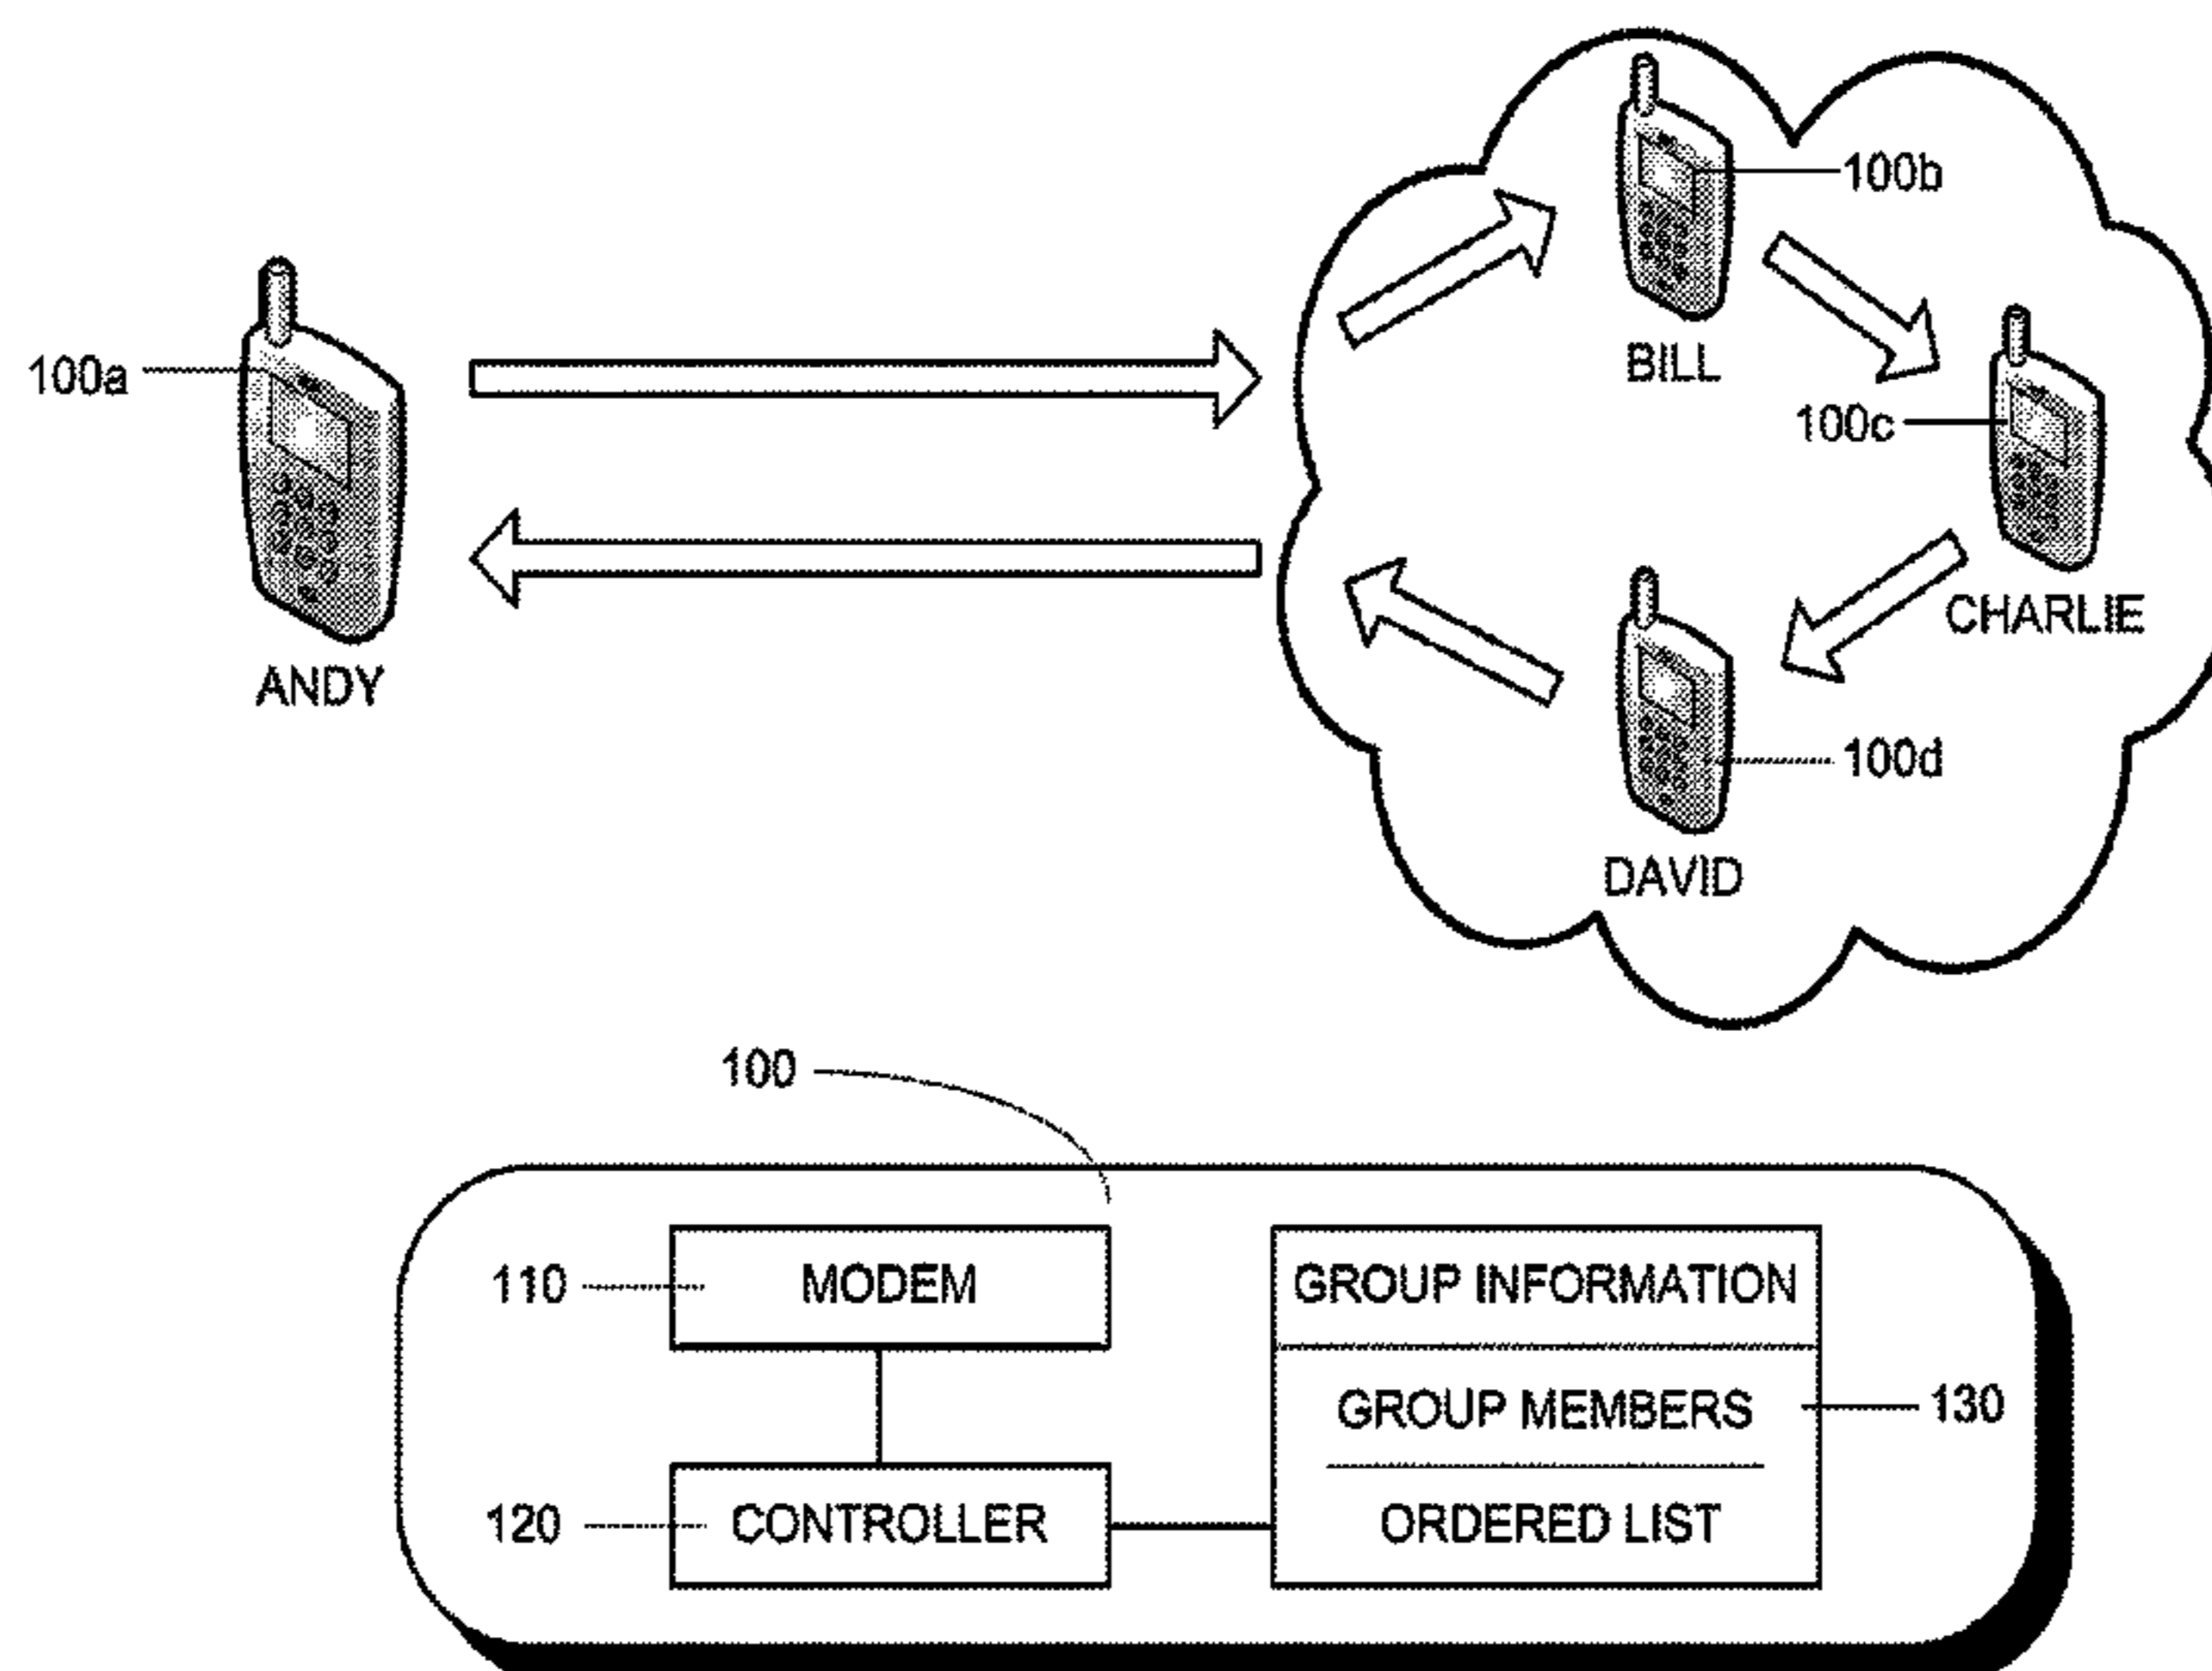 100b
BILL
100a
100c
CHARLIE
ANDY
100d
DAVID
100
110
MODEM
GROUP INFORMATION
GROUP MEMBERS
130
120
CONTROLLER
ORDERED LIST